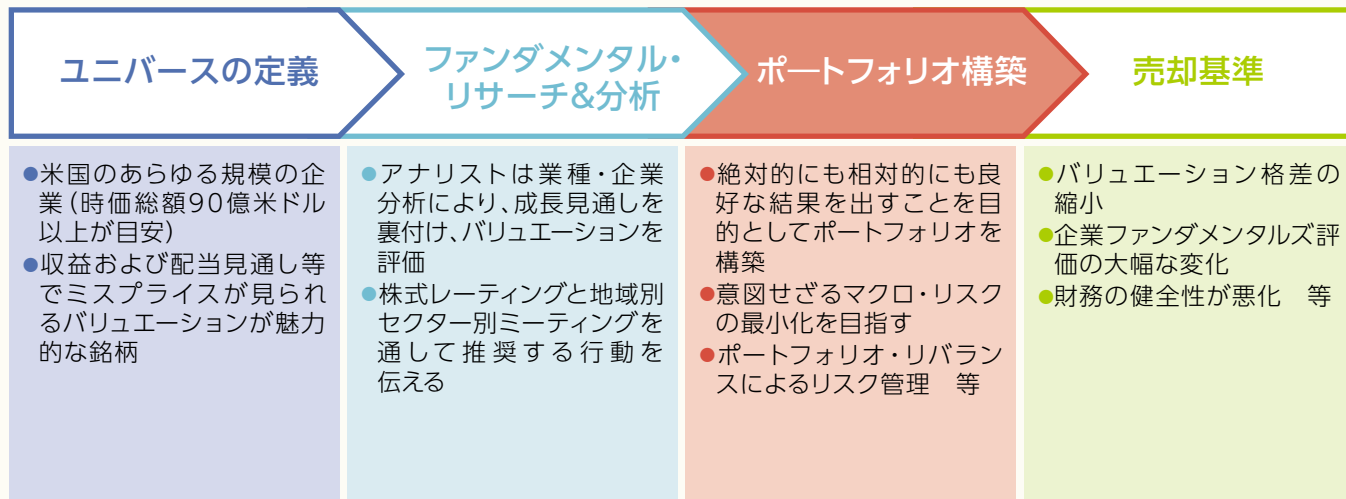 ユニバースの定義
ファンダメンタル・
リサーチ&分析
ポートフォリオ構築
売却基準
●米国のあらゆる規模の企
業(時価総額90億米ドル
以上が目安)
●収益および配当見通し等
でミスプライスが見られ
るバリュエーションが魅力
的な銘柄
●アナリストは業種・企業
分析により、成長見通しを
裏付け、バリュエーションを
評価
●株式レーティングと地域別
セクター別ミーティングを
通して推奨する行動を
伝える
●絶対的にも相対的にも良
好な結果を出すことを目
的としてポートフォリオを
構築
●意図せざるマクロ・リスク
の最小化を目指す
●ポートフォリオ・リバラン
スによるリスク管理　等
●バリュエーション格差の
縮小
●企業ファンダメンタルズ評
価の大幅な変化
●財務の健全性が悪化　等